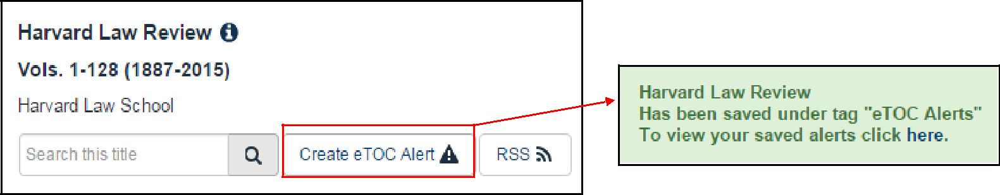 Harvard Law Review
Vols. 1-128 (1887-2015)
Harvard Law School
Search this title
Create eTOC Alert
RSS
Harvard Law Review
Has been saved under tag "eTOC Alerts"
To view your saved alerts click here.